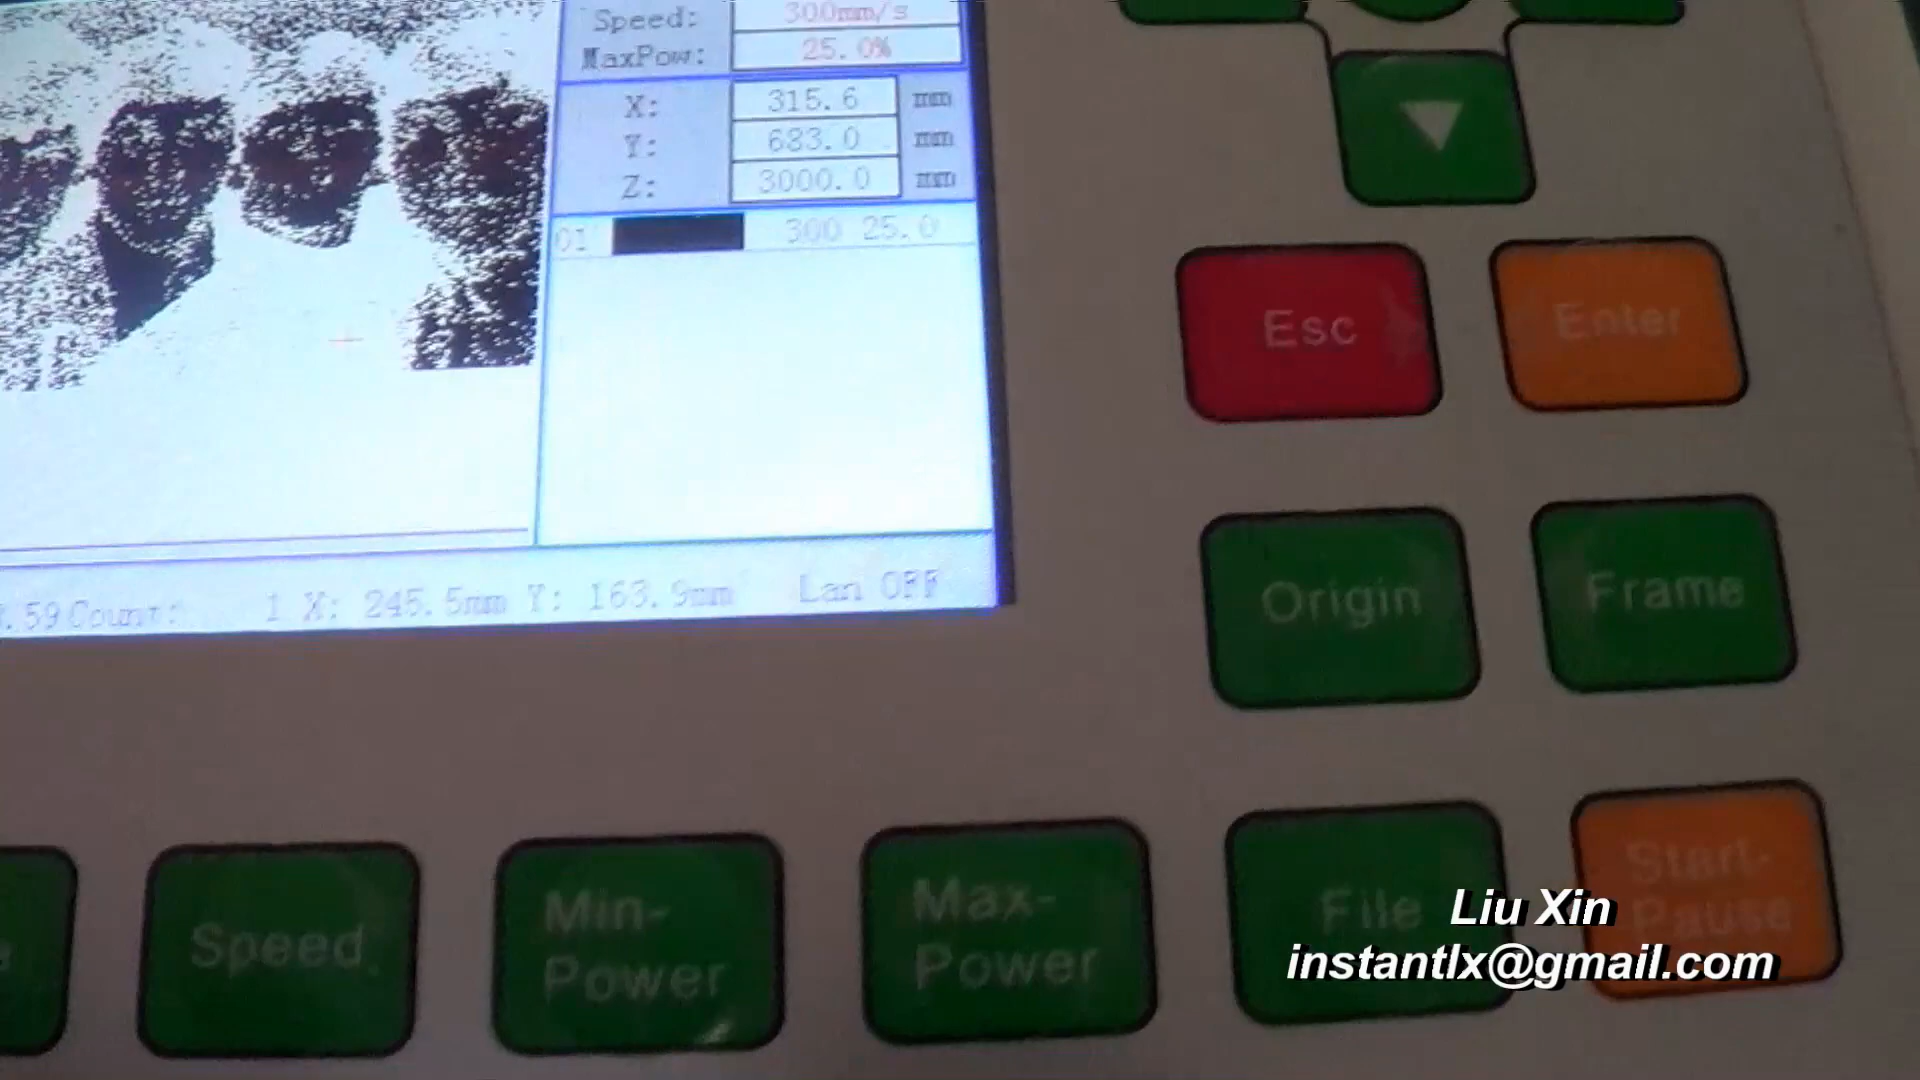 Speed: 300mm/s
MaxPow: 25.0%
X: 315.6 mm
Y: 683.0 mm
Z: 3000.0 mm
01 300 25.0
.59 Count: 1 X: 245.5mm Y: 163.9mm Lan OFF
Esc
Enter
Origin
Frame
Speed
Min-
Power
Max-
Power
File
Start-
Pause
Liu Xin
instantlx@gmail.com